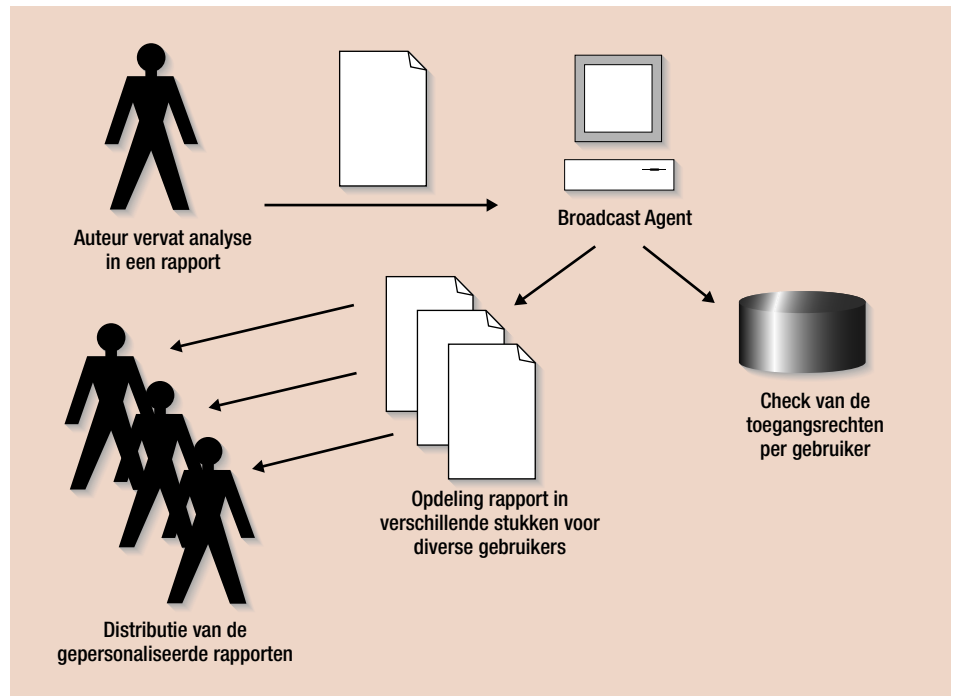 Auteur vervat analyse
in een rapport
Broadcast Agent
Check van de
toegangsrechten
per gebruiker
Opdeling rapport in
verschillende stukken voor
diverse gebruikers
Distributie van de
gepersonaliseerde rapporten